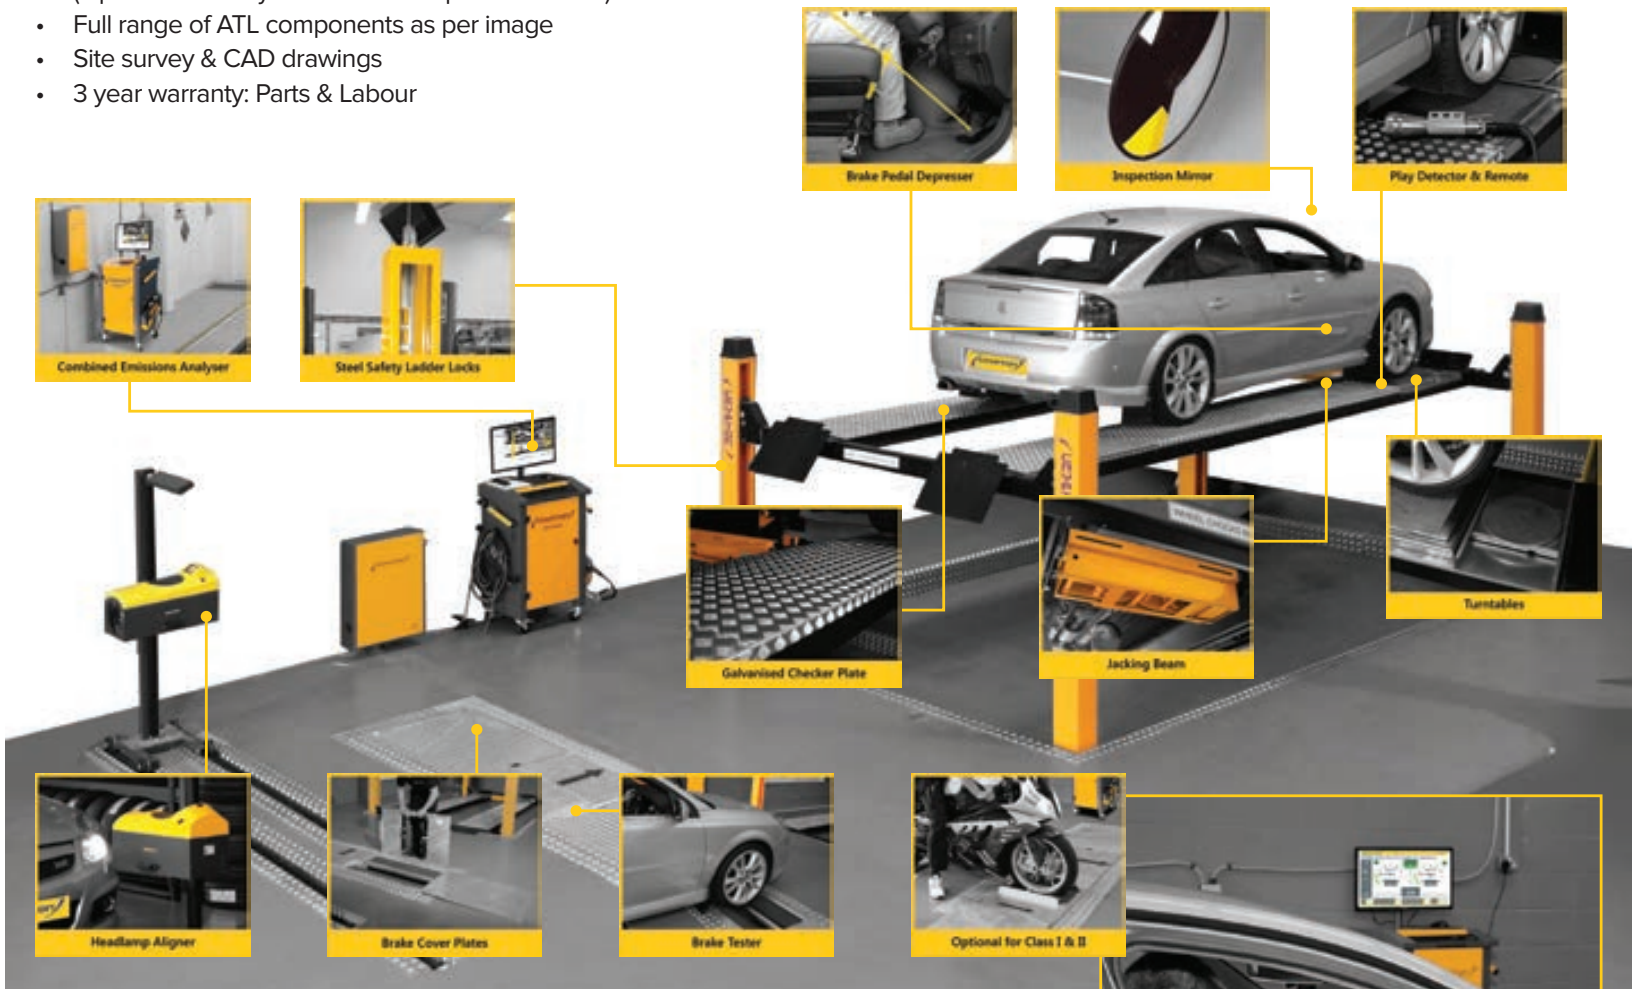 • Full range of ATL components as per image
• Site survey & CAD drawings
• 3 year warranty: Parts & Labour
Brake Pedal Depresser
Inspection Mirror
Play Detector & Remote
Combined Emissions Analyser
Steel Safety Ladder Locks
Galvanised Checker Plate
Jacking Beam
Turntables
Headlamp Aligner
Brake Cover Plates
Brake Tester
Optional for Class I & II